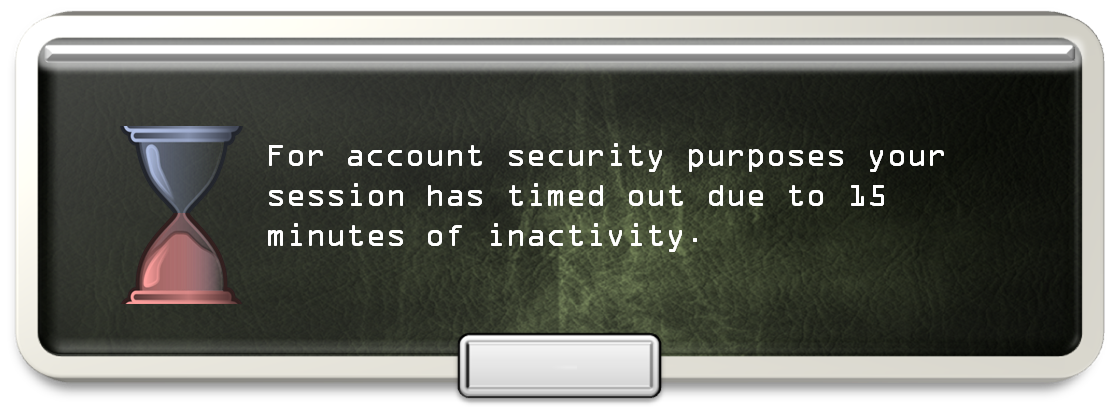 For account security purposes your
session has timed out due to 15
minutes of inactivity.